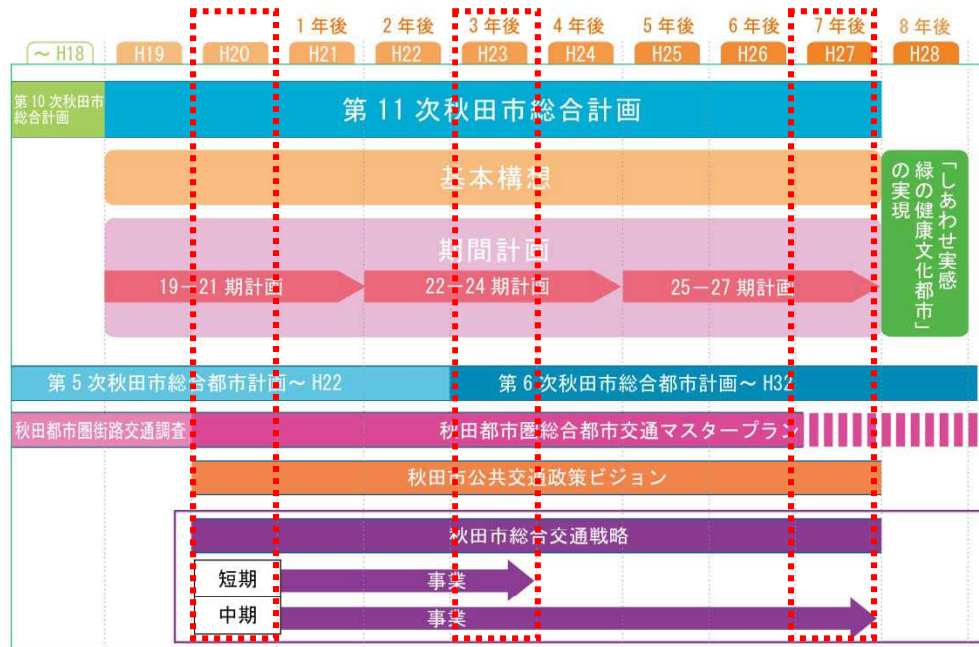 1年後 2年後 3年後 4年後 5年後 6年後 7年後 8年後
～H18 H19 H20 H21 H22 H23 H24 H25 H26 H27 H28
第10次秋田市
総合計画
第11次秋田市総合計画
基本構想
「しあわせ実感
緑の健康文化都市」
の実現
期間計画
19－21期計画 22－24期計画 25－27期計画
第5次秋田市総合都市計画～H22 第6次秋田市総合都市計画～H32
秋田都市圏街路交通調査 秋田都市圏総合都市交通マスタープラン
秋田市公共交通政策ビジョン
秋田市総合交通戦略
短期 事業
中期 事業